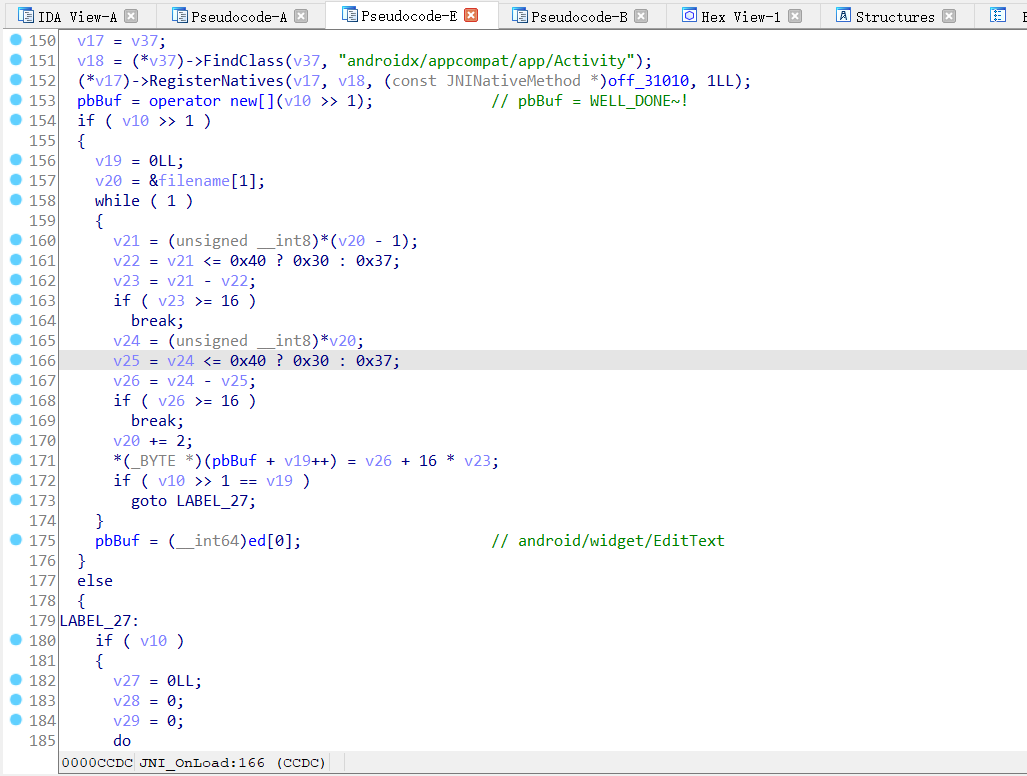 IDA View-A Pseudocode-A Pseudocode-E Pseudocode-B Hex View-1 Structures
150 v17 = v37;
151 v18 = (*v37)->FindClass(v37, "androidx/appcompat/app/Activity");
152 (*v17)->RegisterNatives(v17, v18, (const JNINativeMethod *)off_31010, 1LL);
153 pbBuf = operator new[](v10 >> 1); // pbBuf = WELL_DONE~!
154 if ( v10 >> 1 )
155 {
156 v19 = 0LL;
157 v20 = &filename[1];
158 while ( 1 )
159 {
160 v21 = (unsigned __int8)*(v20 - 1);
161 v22 = v21 <= 0x40 ? 0x30 : 0x37;
162 v23 = v21 - v22;
163 if ( v23 >= 16 )
164 break;
165 v24 = (unsigned __int8)*v20;
166 v25 = v24 <= 0x40 ? 0x30 : 0x37;
167 v26 = v24 - v25;
168 if ( v26 >= 16 )
169 break;
170 v20 += 2;
171 *(_BYTE *)(pbBuf + v19++) = v26 + 16 * v23;
172 if ( v10 >> 1 == v19 )
173 goto LABEL_27;
174 }
175 pbBuf = (__int64)ed[0]; // android/widget/EditText
176 }
177 else
178 {
179 LABEL_27:
180 if ( v10 )
181 {
182 v27 = 0LL;
183 v28 = 0;
184 v29 = 0;
185 do
0000CCDC JNI_OnLoad:166 (CCDC)